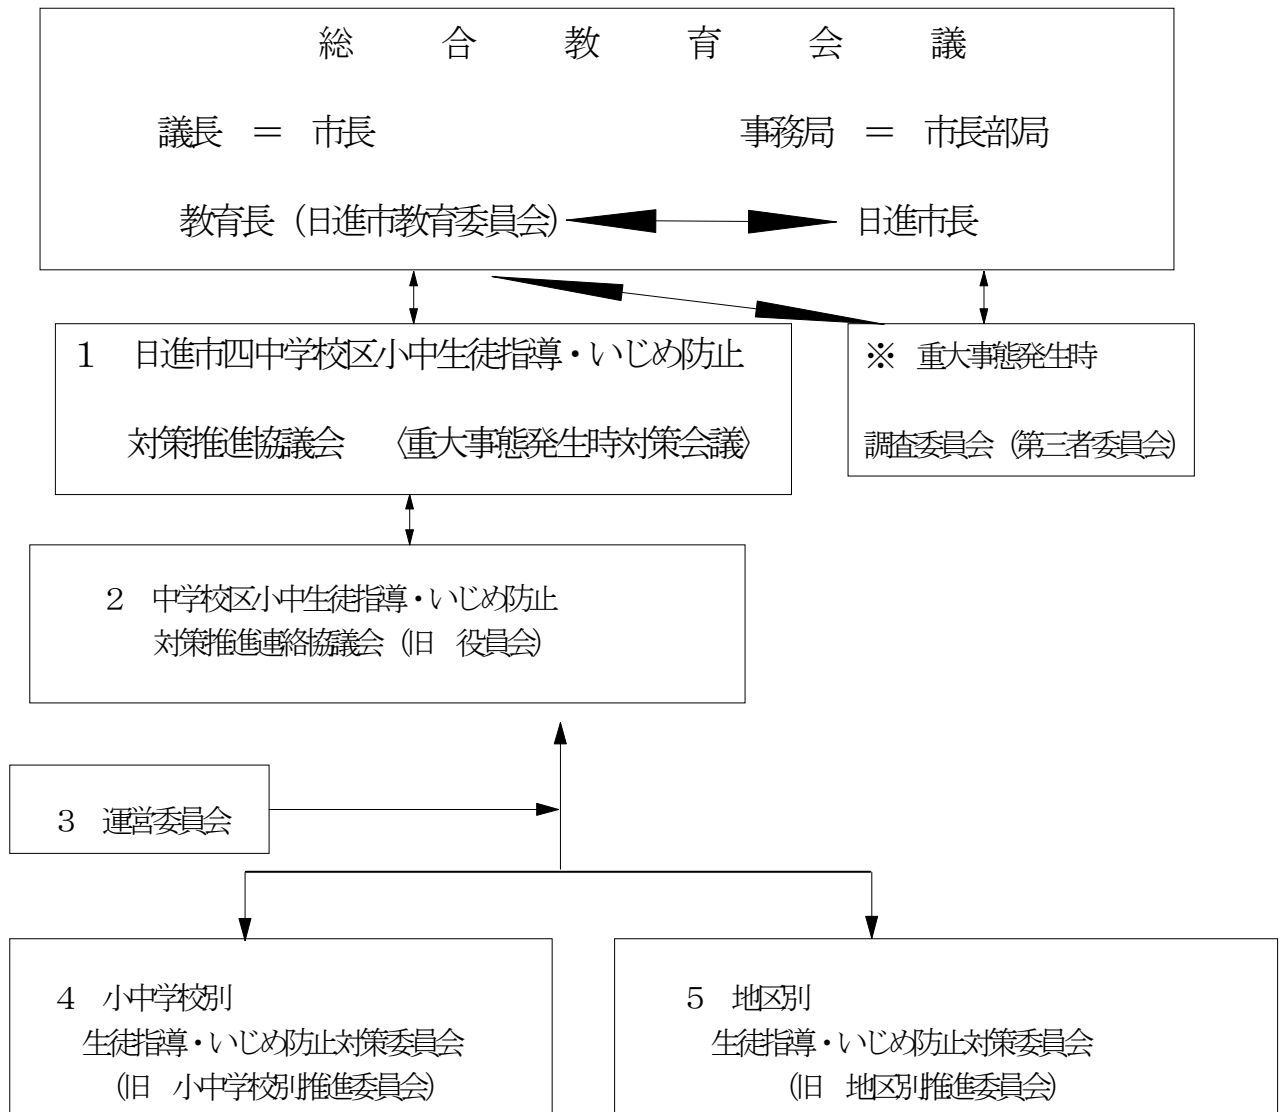 総　合　教　育　会　議
議長　＝　市長　　　事務局　＝　市長部局
教育長（日進市教育委員会）　　　日進市長
１　日進市四中学校区小中生徒指導・いじめ防止
対策推進協議会　〈重大事態発生時対策会議〉
※　重大事態発生時
調査委員会（第三者委員会）
２　中学校区小中生徒指導・いじめ防止
対策推進連絡協議会（旧　役員会）
３　運営委員会
４　小中学校別
生徒指導・いじめ防止対策委員会
（旧　小中学校別推進委員会）
５　地区別
生徒指導・いじめ防止対策委員会
（旧　地区別推進委員会）